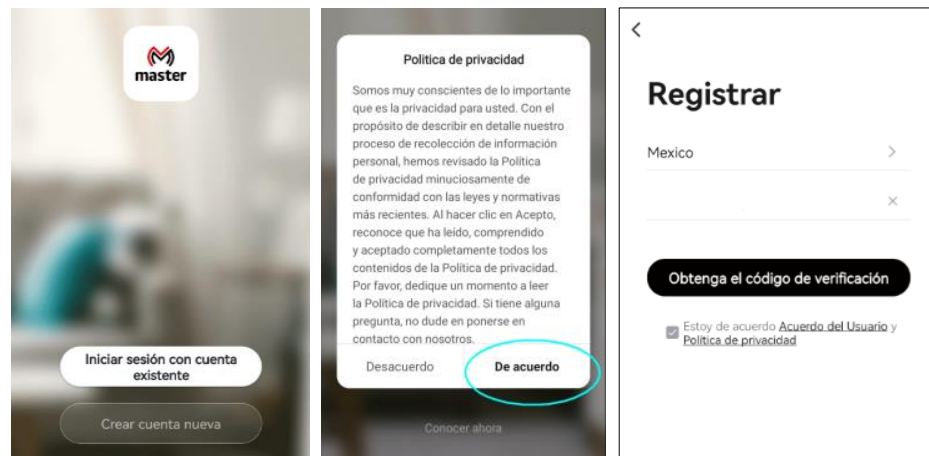 master
Iniciar sesión con cuenta
existente
Crear cuenta nueva
Politica de privacidad
Somos muy conscientes de lo importante
que es la privacidad para usted. Con el
propósito de describir en detalle nuestro
proceso de recolección de información
personal, hemos revisado la Política
de privacidad minuciosamente de
conformidad con las leyes y normativas
más recientes. Al hacer clic en Acepto,
reconoce que ha leído, comprendido
y aceptado completamente todos los
contenidos de la Política de privacidad.
Por favor, dedique un momento a leer
la Política de privacidad. Si tiene alguna
pregunta, no dude en ponerse en
contacto con nosotros.
Desacuerdo De acuerdo
Conocer ahora
Registrar
Mexico
Obtenga el código de verificación
Estoy de acuerdo Acuerdo del Usuario y
Política de privacidad